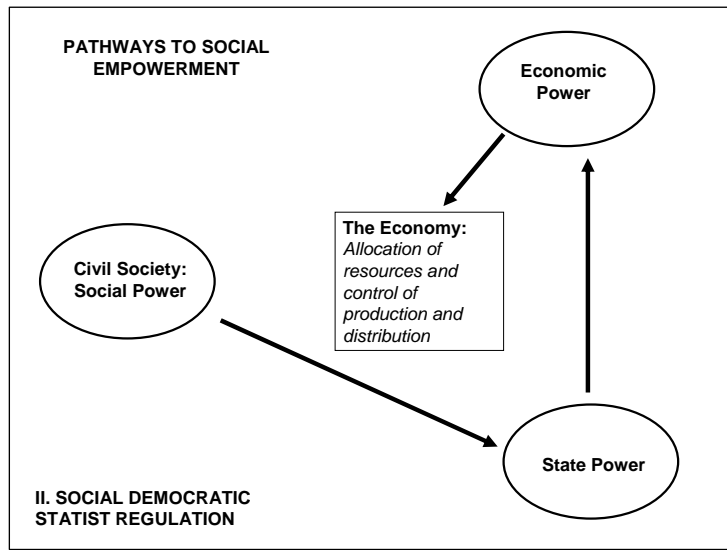 PATHWAYS TO SOCIAL
EMPOWERMENT
Economic
Power
The Economy:
Allocation of
resources and
control of
production and
distribution
Civil Society:
Social Power
State Power
II. SOCIAL DEMOCRATIC
STATIST REGULATION